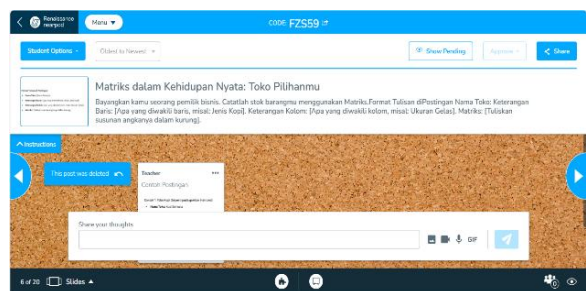 Renaissance
nearpod
Menu
CODE: FZS59
Student Options
Oldest to Newest
Show Pending
Approve
Share
Matriks dalam Kehidupan Nyata: Toko Pilihanmu
Bayangkan kamu seorang pemilik bisnis. Catatlah stok barangmu menggunakan Matriks.Format Tulisan diPostingan Nama Toko: Keterangan
Baris: [Apa yang diwakili baris, misal: Jenis Kopi]. Keterangan Kolom: [Apa yang diwakili kolom, misal: Ukuran Gelas]. Matriks: [Tuliskan
susunan angkanya dalam kurung].
Instructions
This post was deleted
Teacher
Contoh Postingan
Share your thoughts
GIF
6 of 20
Slides
0